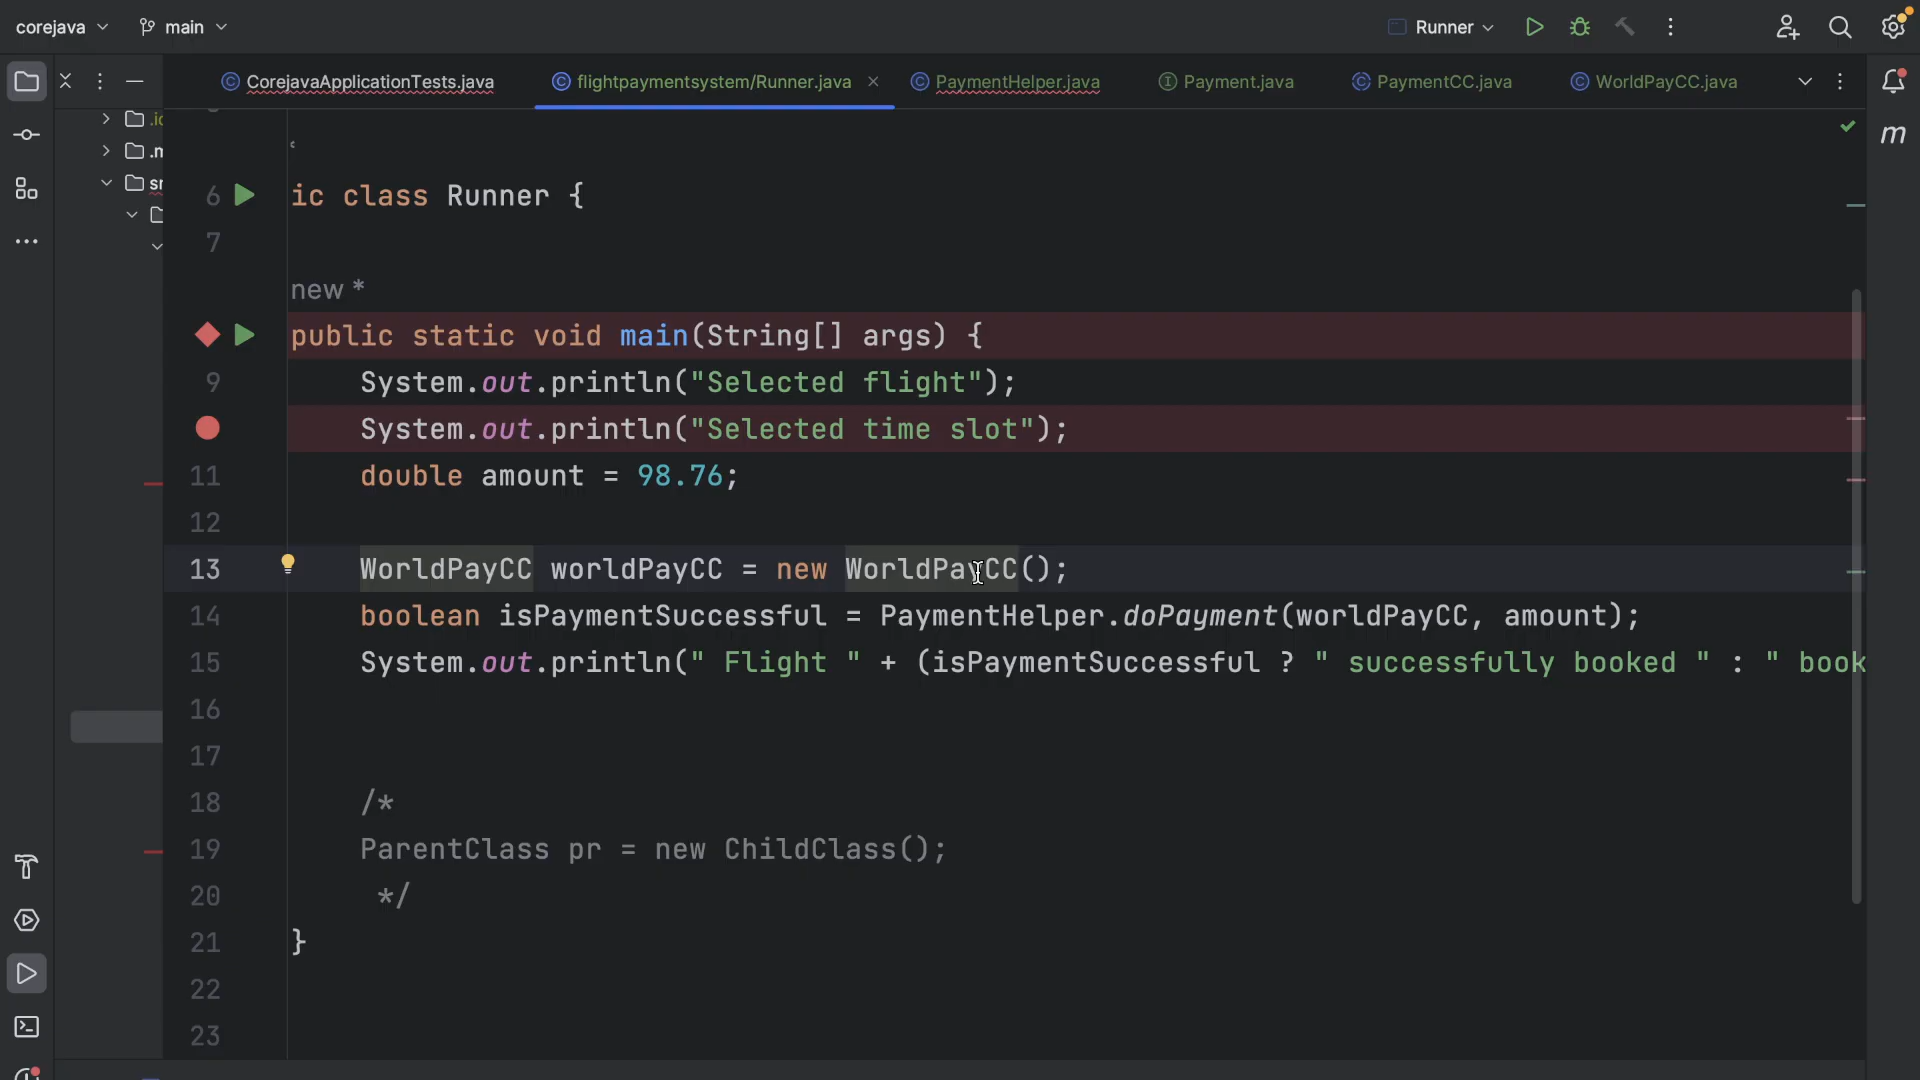 corejava main Runner
CorejavaApplicationTests.java flightpaymentsystem/Runner.java PaymentHelper.java Payment.java PaymentCC.java WorldPayCC.java
m
6 ic class Runner {
7
new *
public static void main(String[] args) {
9 System.out.println("Selected flight");
System.out.println("Selected time slot");
11 double amount = 98.76;
12
13 WorldPayCC worldPayCC = new WorldPayCC();
14 boolean isPaymentSuccessful = PaymentHelper.doPayment(worldPayCC, amount);
15 System.out.println(" Flight " + (isPaymentSuccessful ? " successfully booked " : " book
16
17
18 /*
19 ParentClass pr = new ChildClass();
20 */
21 }
22
23